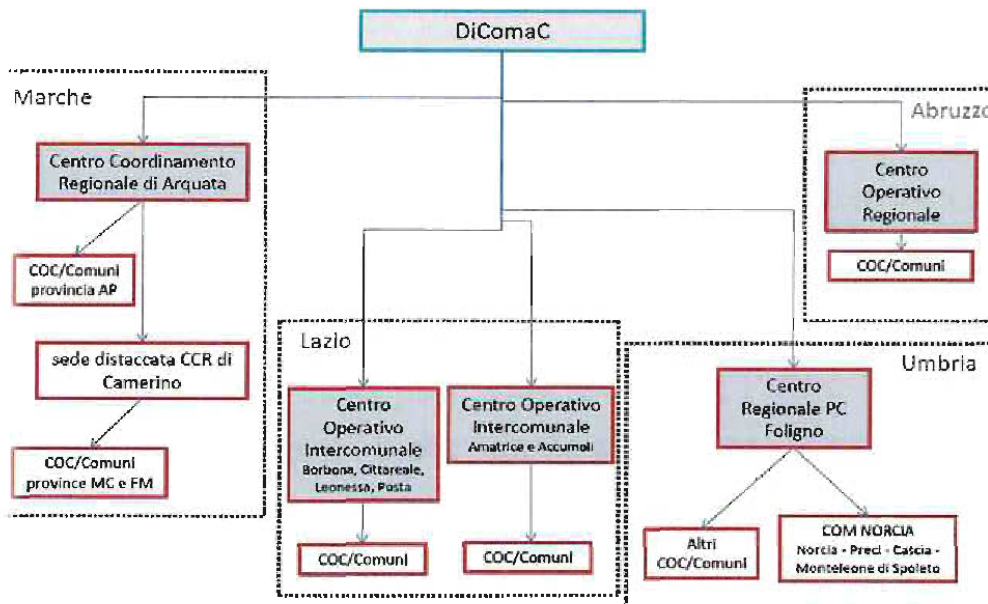 DiComaC
Marche
Centro Coordinamento
Regionale di Arquata
COC/Comuni
provincia AP
sede distaccata CCR di
Camerino
COC/Comuni
province MC e FM
Lazio
Centro
Operativo
Intercomunale
Borbona, Cittareale,
Leonessa, Posta
COC/Comuni
Centro Operativo
Intercomunale
Amatrice e Accumoli
COC/Comuni
Abruzzo
Centro
Operativo
Regionale
COC/Comuni
Umbria
Centro
Regionale PC
Foligno
Altri
COC/Comuni
COM NORCIA
Norcia - Preci - Cascia -
Monteleone di Spoleto